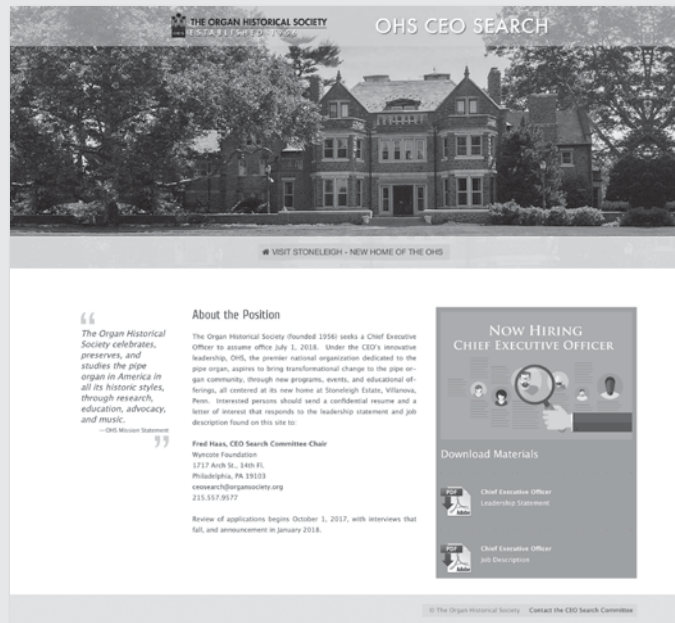 THE ORGAN HISTORICAL SOCIETY
ESTABLISHED 1956
OHS CEO SEARCH
VISIT STONELEIGH - NEW HOME OF THE OHS
“
The Organ Historical
Society celebrates,
preserves, and
studies the pipe
organ in America in
all its historic styles,
through research,
education, advocacy,
and music.
—OHS Mission Statement
”
About the Position
The Organ Historical Society (founded 1956) seeks a Chief Executive
Officer to assume office July 1, 2018. Under the CEO's innovative
leadership, OHS, the premier national organization dedicated to the
pipe organ, aspires to bring transformational change to the pipe or-
gan community, through new programs, events, and educational of-
ferings, all centered at its new home at Stoneleigh Estate, Villanova,
Penn. Interested persons should send a confidential resume and a
letter of interest that responds to the leadership statement and job
description found on this site to:
Fred Haas, CEO Search Committee Chair
Wyncote Foundation
1717 Arch St., 14th Fl.
Philadelphia, PA 19103
ceosearch@organsociety.org
215.557.9577
Review of applications begins October 1, 2017, with interviews that
fall, and announcement in January 2018.
NOW HIRING
CHIEF EXECUTIVE OFFICER
Download Materials
PDF
Adobe
Chief Executive Officer
Leadership Statement
PDF
Adobe
Chief Executive Officer
Job Description
© The Organ Historical Society Contact the CEO Search Committee